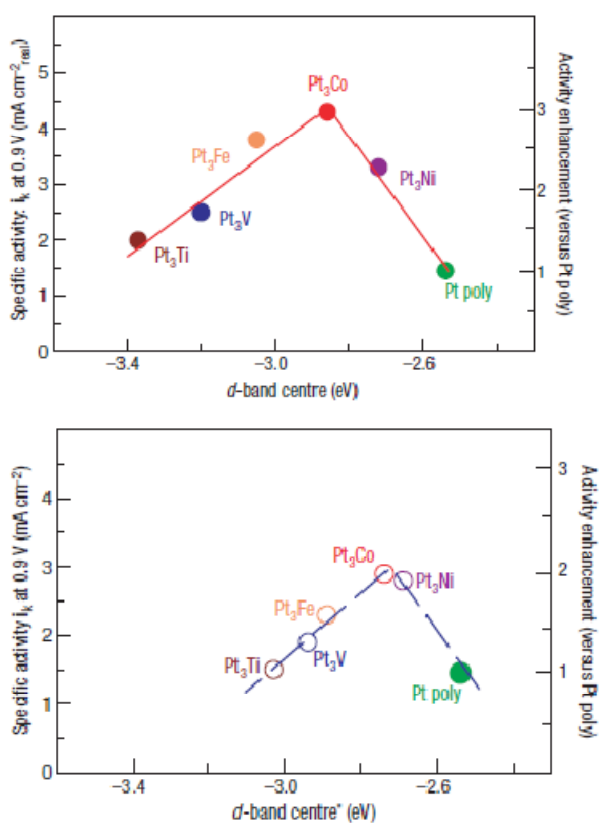 Specific activity: iₖ at 0.9 V (mA cm⁻²ᵣₑₐₗ)
5
4
3
2
1
0
Pt₃Co
Pt₃Fe
Pt₃Ni
Pt₃V
Pt₃Ti
Pt poly
3
2
1
Activity enhancement (versus Pt poly)
−3.4
−3.0
−2.6
d-band centre (eV)
Specific activity iₖ at 0.9 V (mA cm⁻²)
4
3
2
1
0
Pt₃Co
Pt₃Ni
Pt₃Fe
Pt₃Ti
Pt₃V
Pt poly
3
2
1
Activity enhancement (versus Pt poly)
−3.4
−3.0
−2.6
d-band centre* (eV)